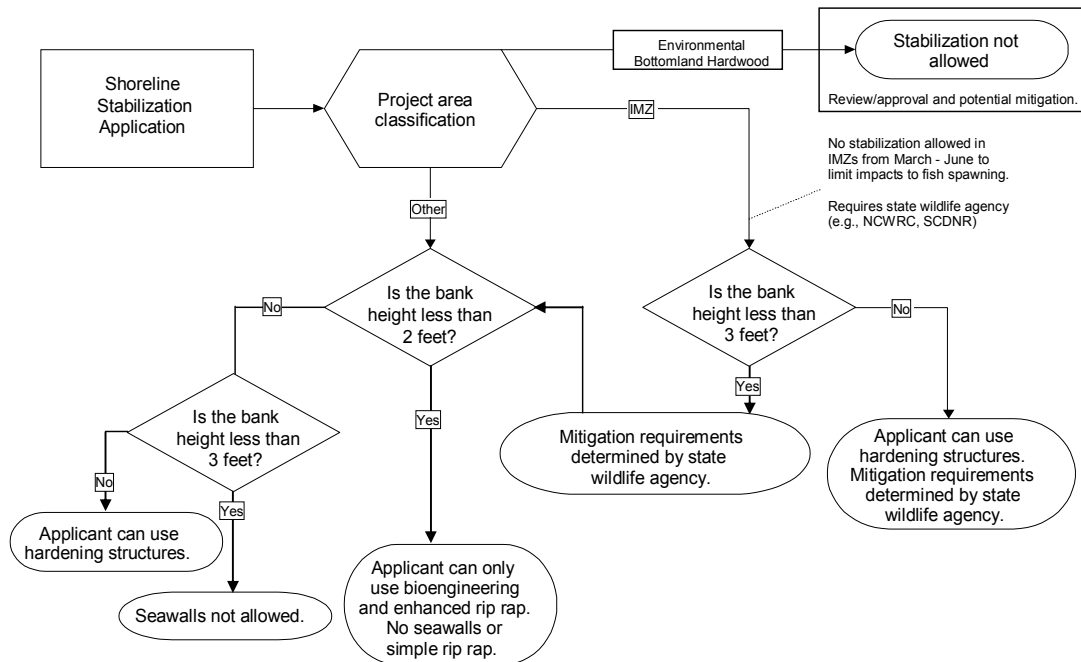 Shoreline
Stabilization
Application
Project area
classification
Environmental
Bottomland Hardwood
Stabilization not
allowed
Review/approval and potential mitigation.
IMZ
No stabilization allowed in
IMZs from March - June to
limit impacts to fish spawning.
Requires state wildlife agency
(e.g., NCWRC, SCDNR)
Other
Is the bank
height less than
2 feet?
No
Is the bank
height less than
3 feet?
No
Yes
Is the bank
height less than
3 feet?
No
Yes
Yes
Mitigation requirements
determined by state
wildlife agency.
Applicant can use
hardening structures.
Mitigation requirements
determined by state
wildlife agency.
Applicant can use
hardening structures.
Seawalls not allowed.
Applicant can only
use bioengineering
and enhanced rip rap.
No seawalls or
simple rip rap.